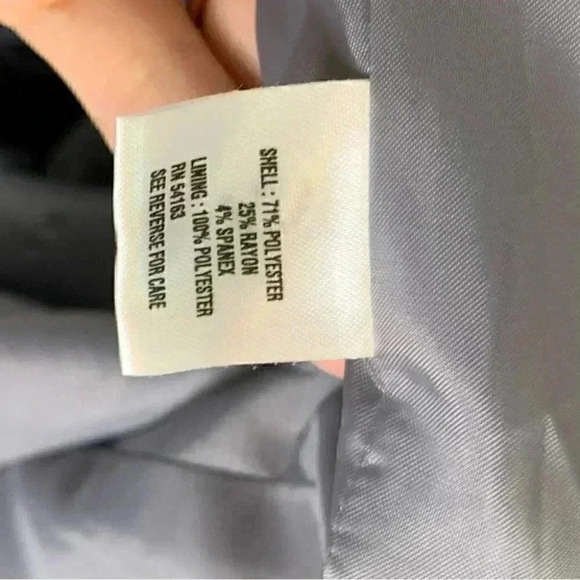 SHELL : 71% POLYESTER
25% RAYON
4% SPANEX
LINING : 100% POLYESTER
RN 54163
SEE REVERSE FOR CARE